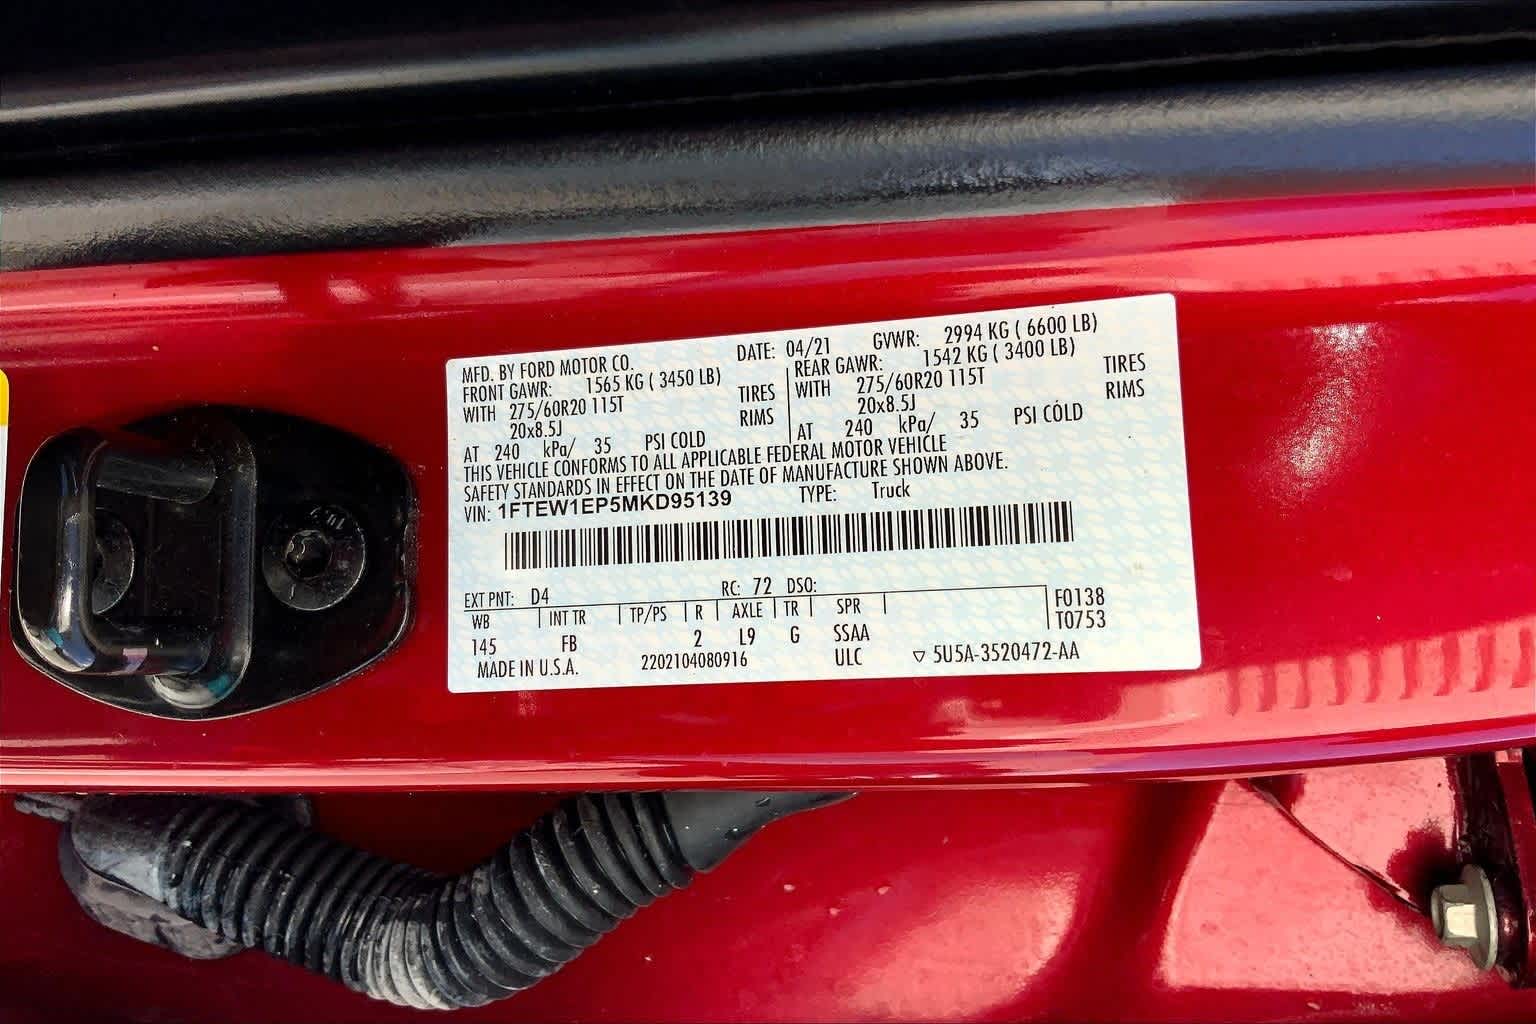 MFD. BY FORD MOTOR CO. DATE: 04/21 GVWR: 2994 KG ( 6600 LB)
FRONT GAWR: 1565 KG ( 3450 LB) REAR GAWR: 1542 KG ( 3400 LB)
WITH 275/60R20 115T TIRES WITH 275/60R20 115T TIRES
20x8.5J RIMS 20x8.5J RIMS
AT 240 kPa/ 35 PSI COLD AT 240 kPa/ 35 PSI COLD
THIS VEHICLE CONFORMS TO ALL APPLICABLE FEDERAL MOTOR VEHICLE
SAFETY STANDARDS IN EFFECT ON THE DATE OF MANUFACTURE SHOWN ABOVE.
VIN: 1FTEW1EP5MKD95139 TYPE: Truck
EXT PNT: D4 RC: 72 DSO:
WB INT TR TP/PS R AXLE TR SPR F0138
T0753
145 FB 2 L9 G SSAA
MADE IN U.S.A. 2202104080916 ULC ▽ 5U5A-3520472-AA